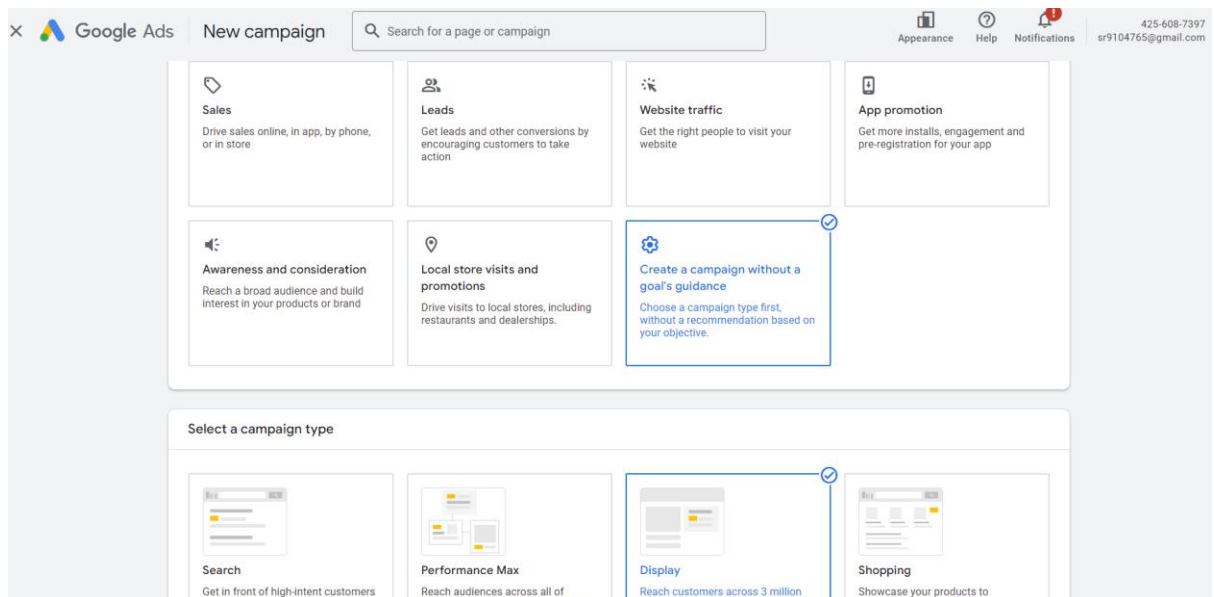 Google Ads
New campaign
Search for a page or campaign
Appearance
Help
Notifications
425-608-7397
sr9104765@gmail.com
Sales
Drive sales online, in app, by phone,
or in store
Leads
Get leads and other conversions by
encouraging customers to take
action
Website traffic
Get the right people to visit your
website
App promotion
Get more installs, engagement and
pre-registration for your app
Awareness and consideration
Reach a broad audience and build
interest in your products or brand
Local store visits and
promotions
Drive visits to local stores, including
restaurants and dealerships.
Create a campaign without a
goal's guidance
Choose a campaign type first,
without a recommendation based on
your objective.
Select a campaign type
Search
Get in front of high-intent customers
Performance Max
Reach audiences across all of
Display
Reach customers across 3 million
Shopping
Showcase your products to